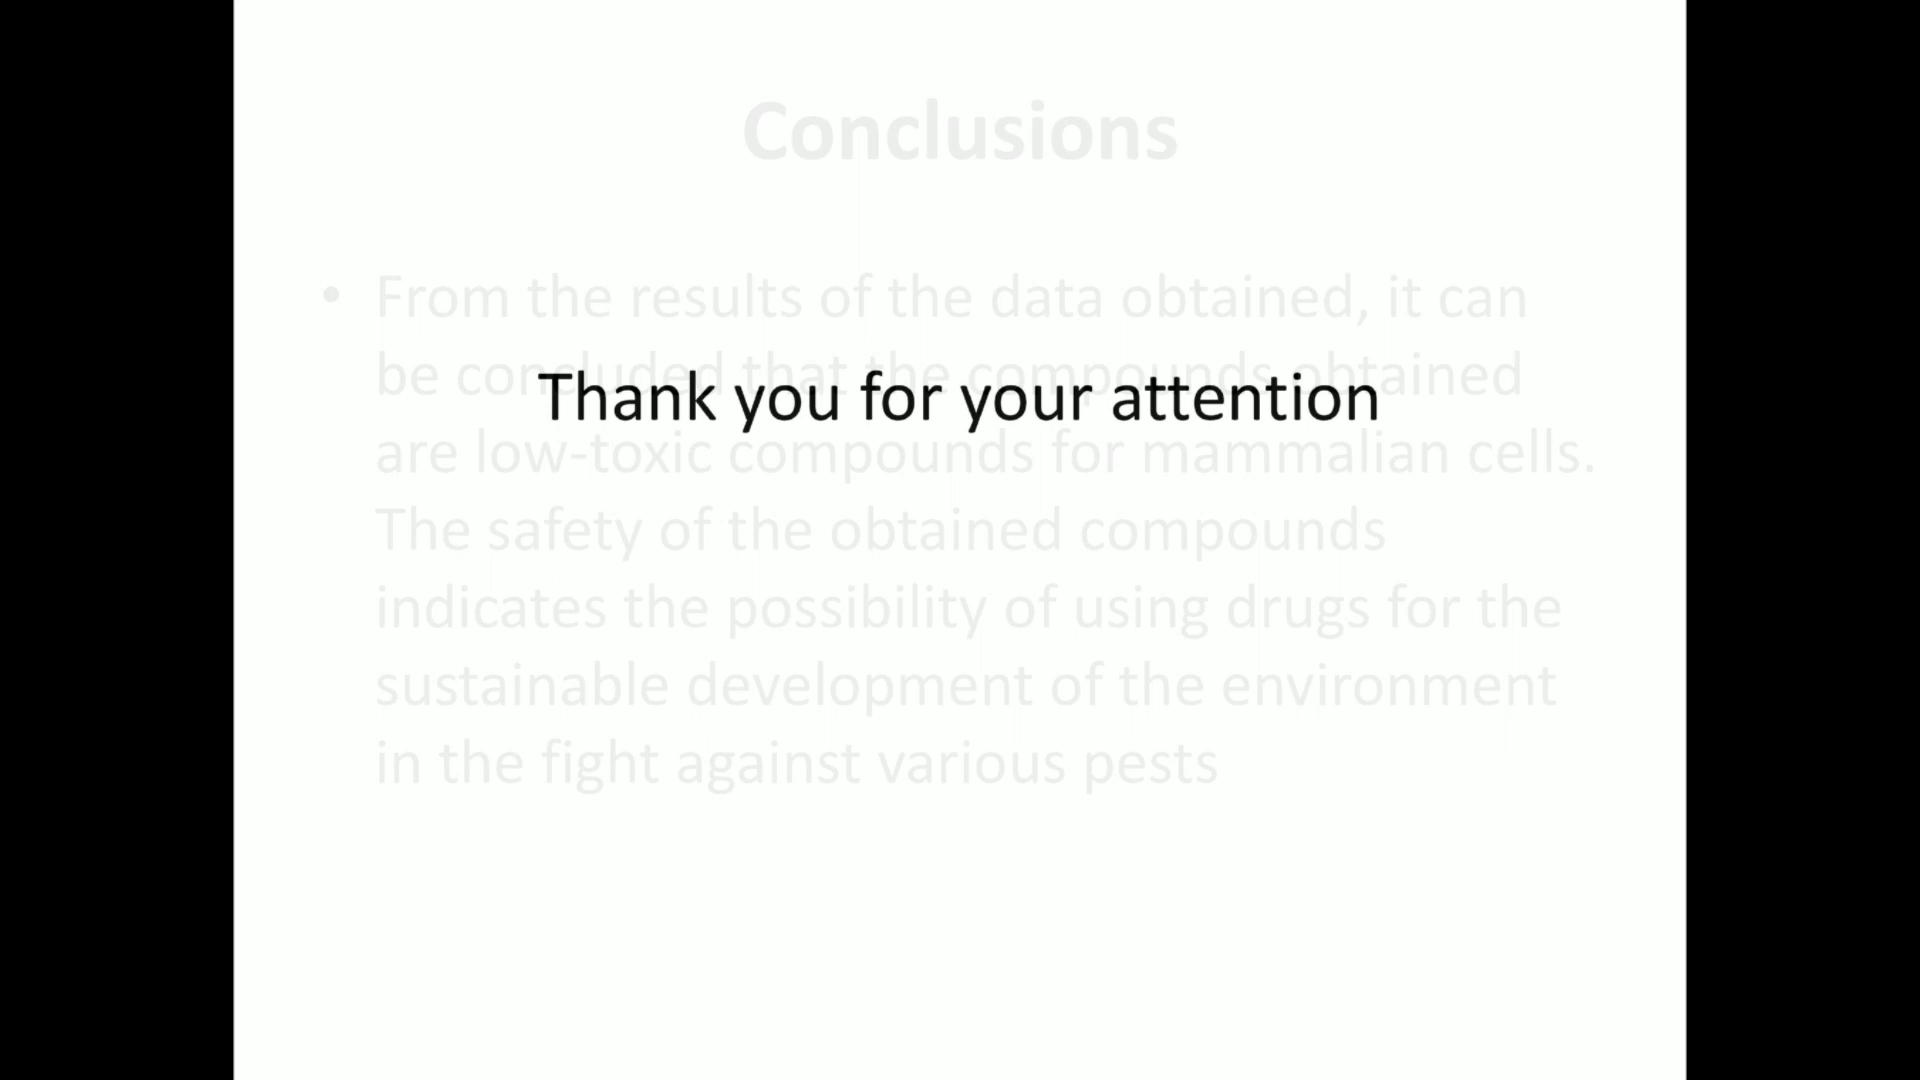 Conclusions
• From the results of the data obtained, it can
be concluded that the compounds obtained
Thank you for your attention
are low-toxic compounds for mammalian cells.
The safety of the obtained compounds
indicates the possibility of using drugs for the
sustainable development of the environment
in the fight against various pests